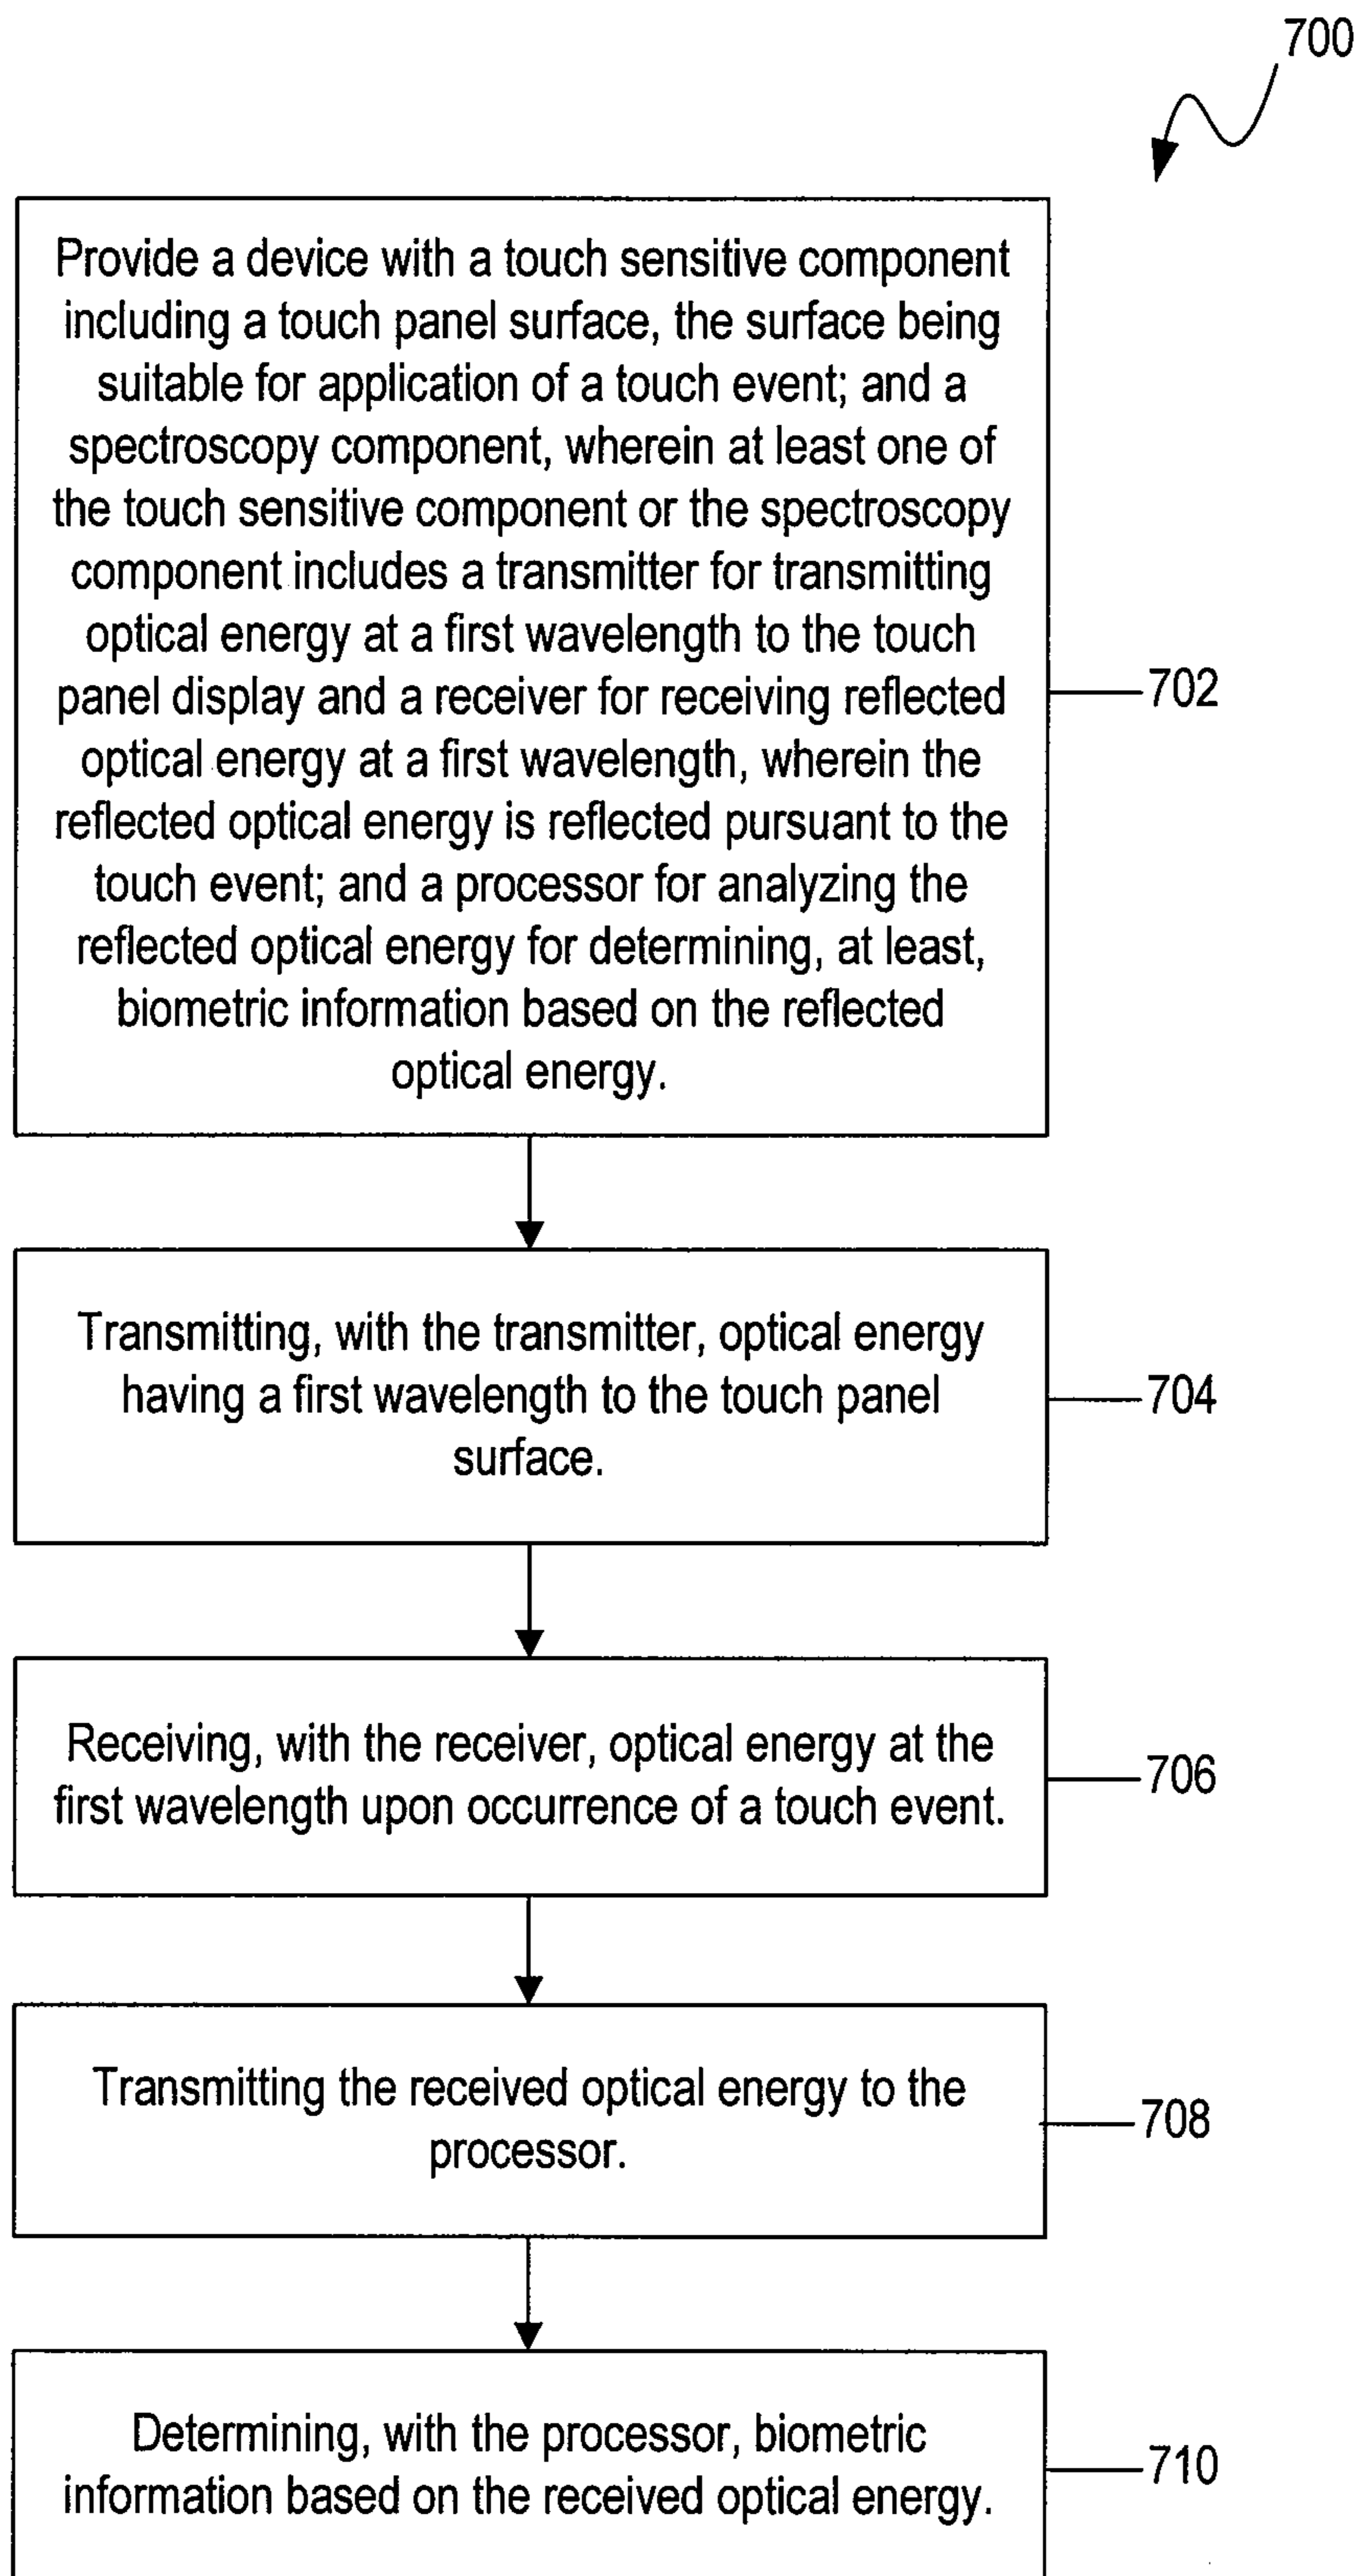 700
Provide a device with a touch sensitive component
including a touch panel surface, the surface being
suitable for application of a touch event; and a
spectroscopy component, wherein at least one of
the touch sensitive component or the spectroscopy
component includes a transmitter for transmitting
optical energy at a first wavelength to the touch
panel display and a receiver for receiving reflected
optical energy at a first wavelength, wherein the
reflected optical energy is reflected pursuant to the
touch event; and a processor for analyzing the
reflected optical energy for determining, at least,
biometric information based on the reflected
optical energy.
702
Transmitting, with the transmitter, optical energy
having a first wavelength to the touch panel
surface.
704
Receiving, with the receiver, optical energy at the
first wavelength upon occurrence of a touch event.
706
Transmitting the received optical energy to the
processor.
708
Determining, with the processor, biometric
information based on the received optical energy.
710